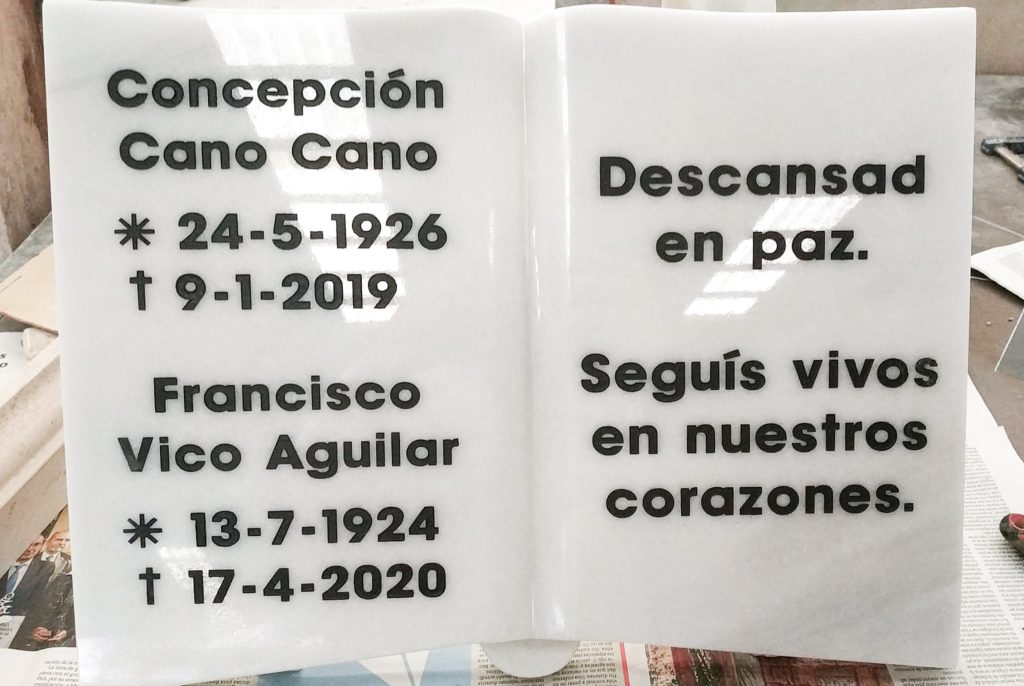 Concepción
Cano Cano
* 24-5-1926
† 9-1-2019
Francisco
Vico Aguilar
* 13-7-1924
† 17-4-2020
Descansad
en paz.
Seguís vivos
en nuestros
corazones.